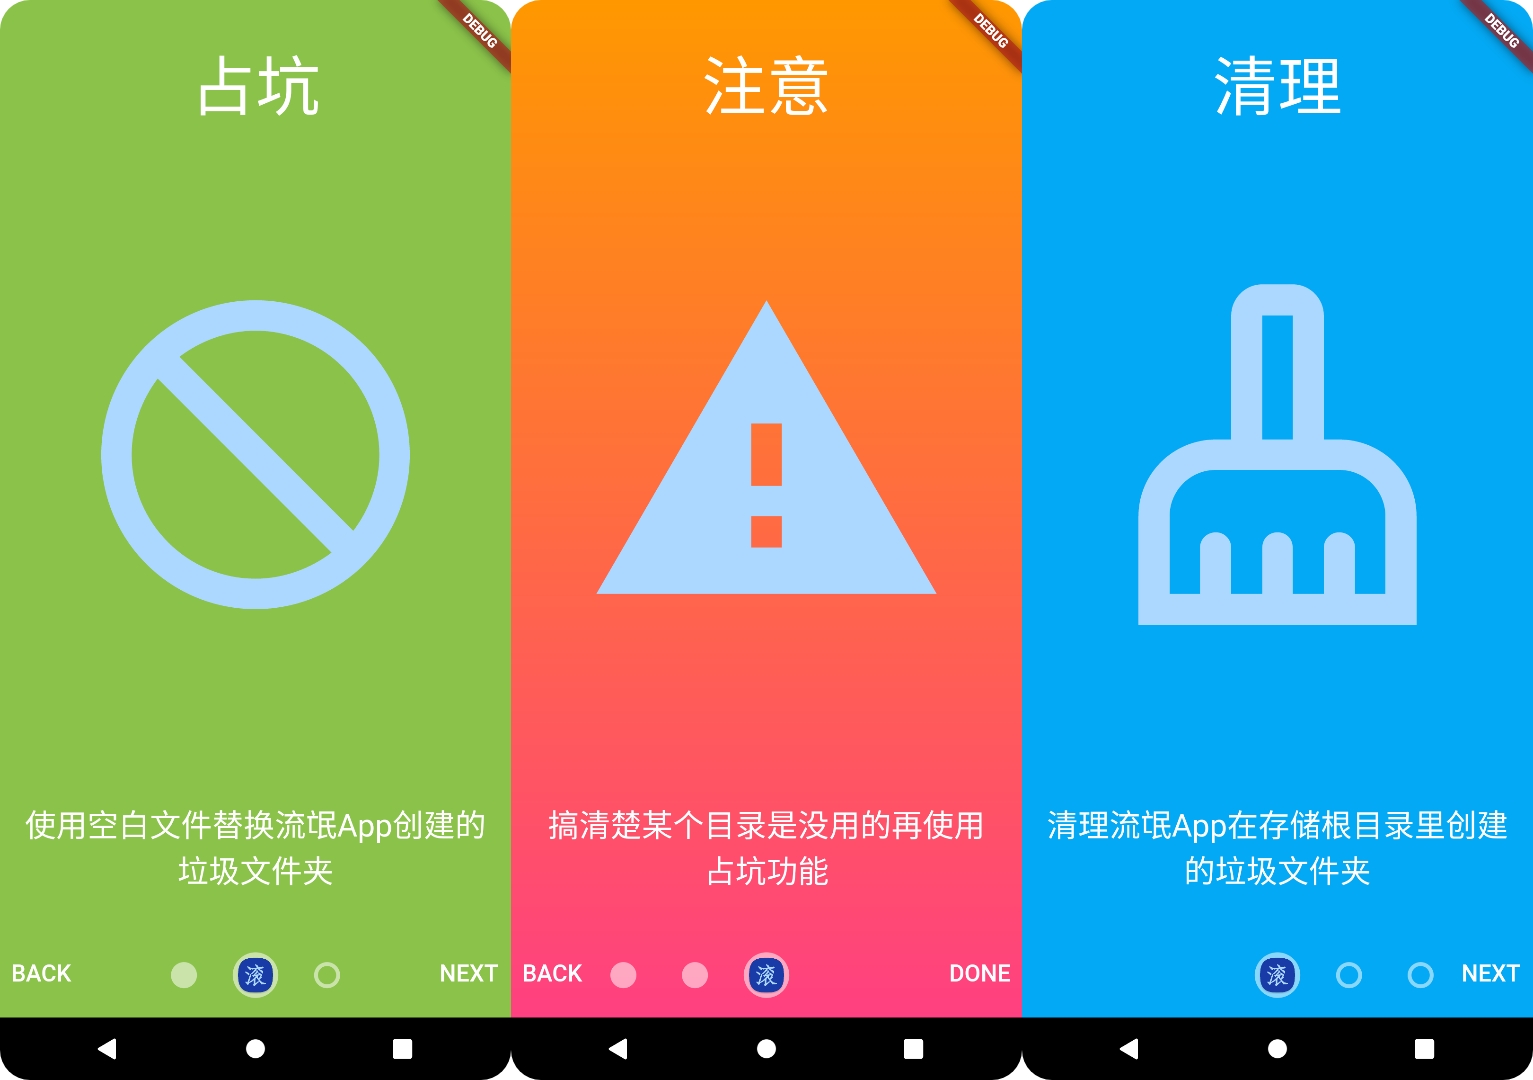 DEBUG
占坑
使用空白文件替换流氓App创建的
垃圾文件夹
BACK
滚
NEXT
DEBUG
注意
搞清楚某个目录是没用的再使用
占坑功能
BACK
滚
DONE
DEBUG
清理
清理流氓App在存储根目录里创建
的垃圾文件夹
滚
NEXT